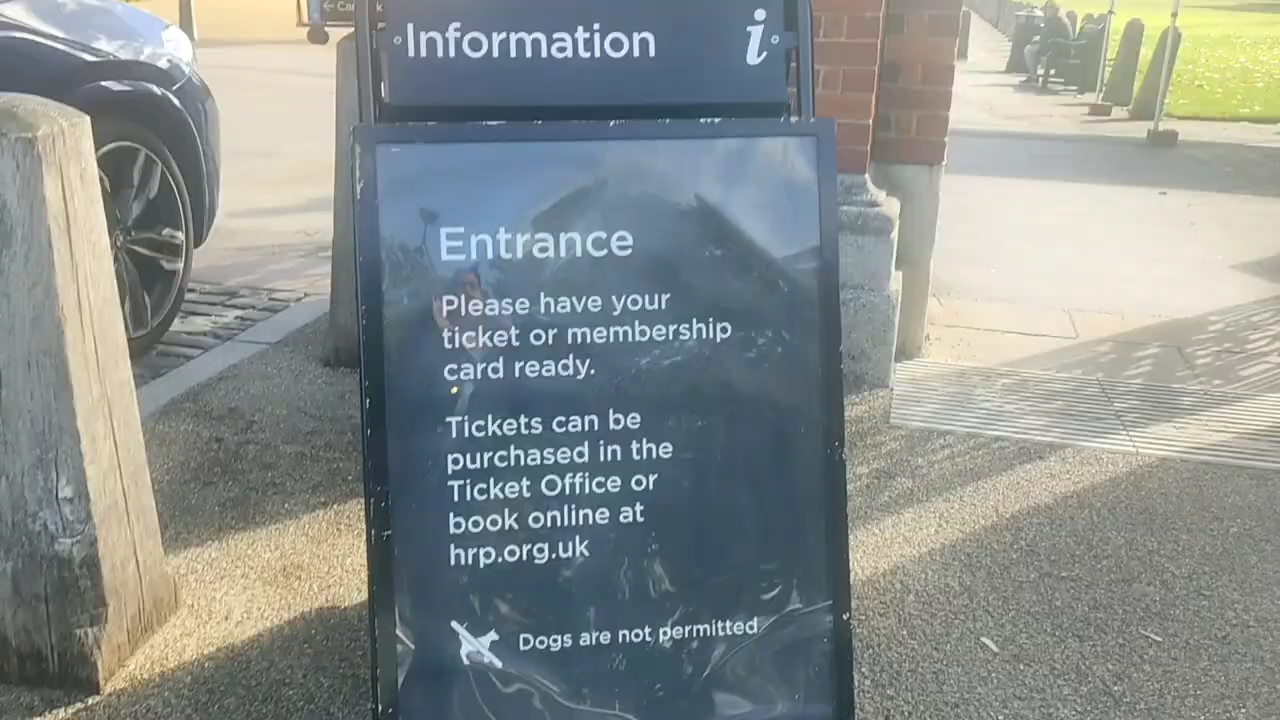 Information i
Entrance
Please have your
ticket or membership
card ready.
Tickets can be
purchased in the
Ticket Office or
book online at
hrp.org.uk
Dogs are not permitted